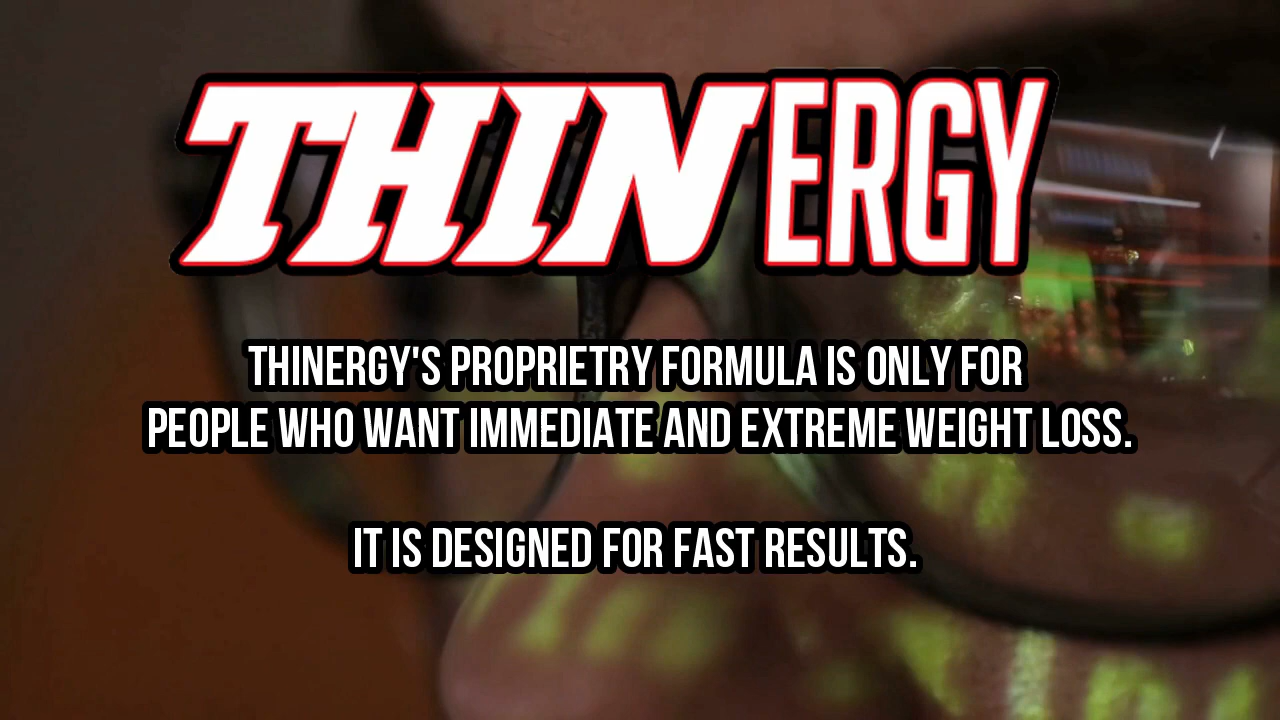 THINERGY
THINERGY'S PROPRIETRY FORMULA IS ONLY FOR
PEOPLE WHO WANT IMMEDIATE AND EXTREME WEIGHT LOSS.
IT IS DESIGNED FOR FAST RESULTS.